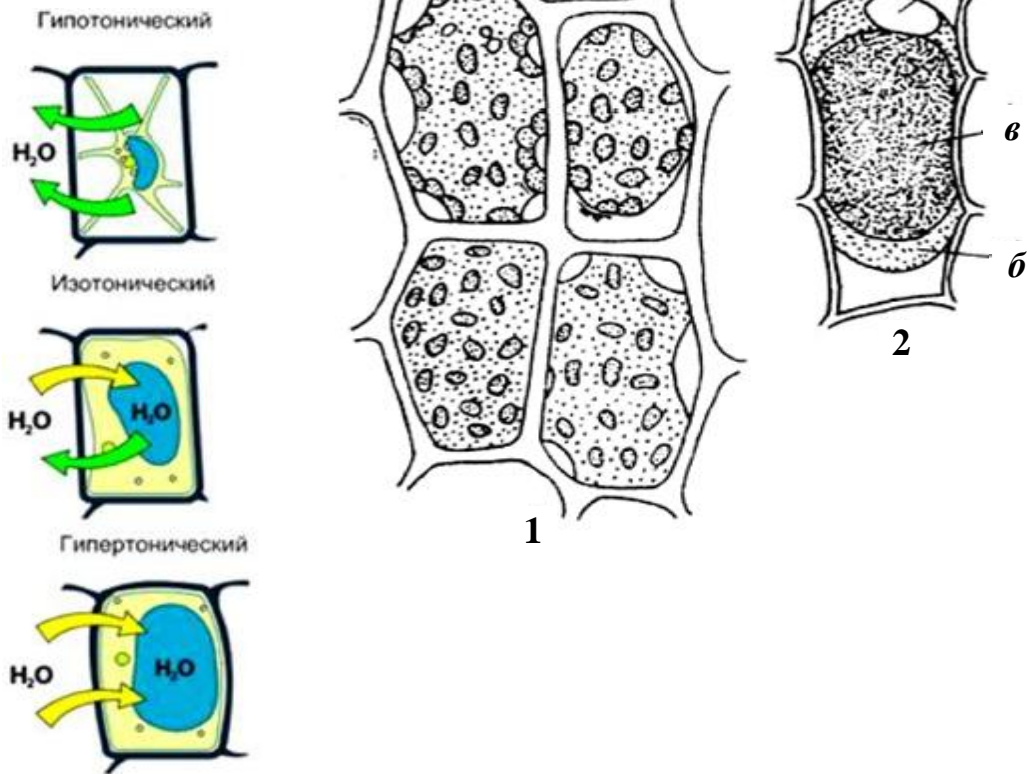 Гипотонический
H₂O
Изотонический
H₂O
H₂O
Гипертонический
H₂O
H₂O
1
в
б
2